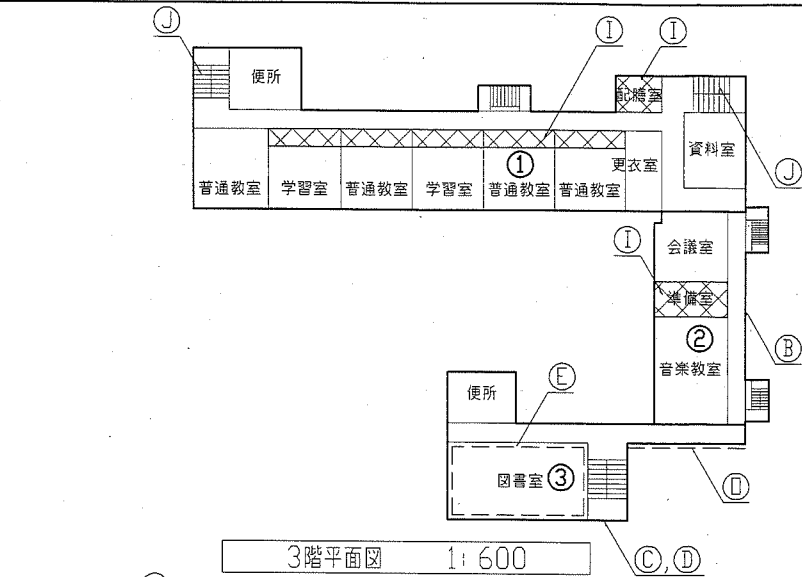 Ⓙ
Ⓘ
Ⓘ
便所
配膳室
資料室
Ⓙ
①
更衣室
普通教室
学習室
普通教室
学習室
普通教室
普通教室
会議室
Ⓘ
準備室
②
音楽教室
Ⓑ
便所
Ⓔ
図書室 ③
Ⓓ
3階平面図 1:600
Ⓒ,Ⓓ